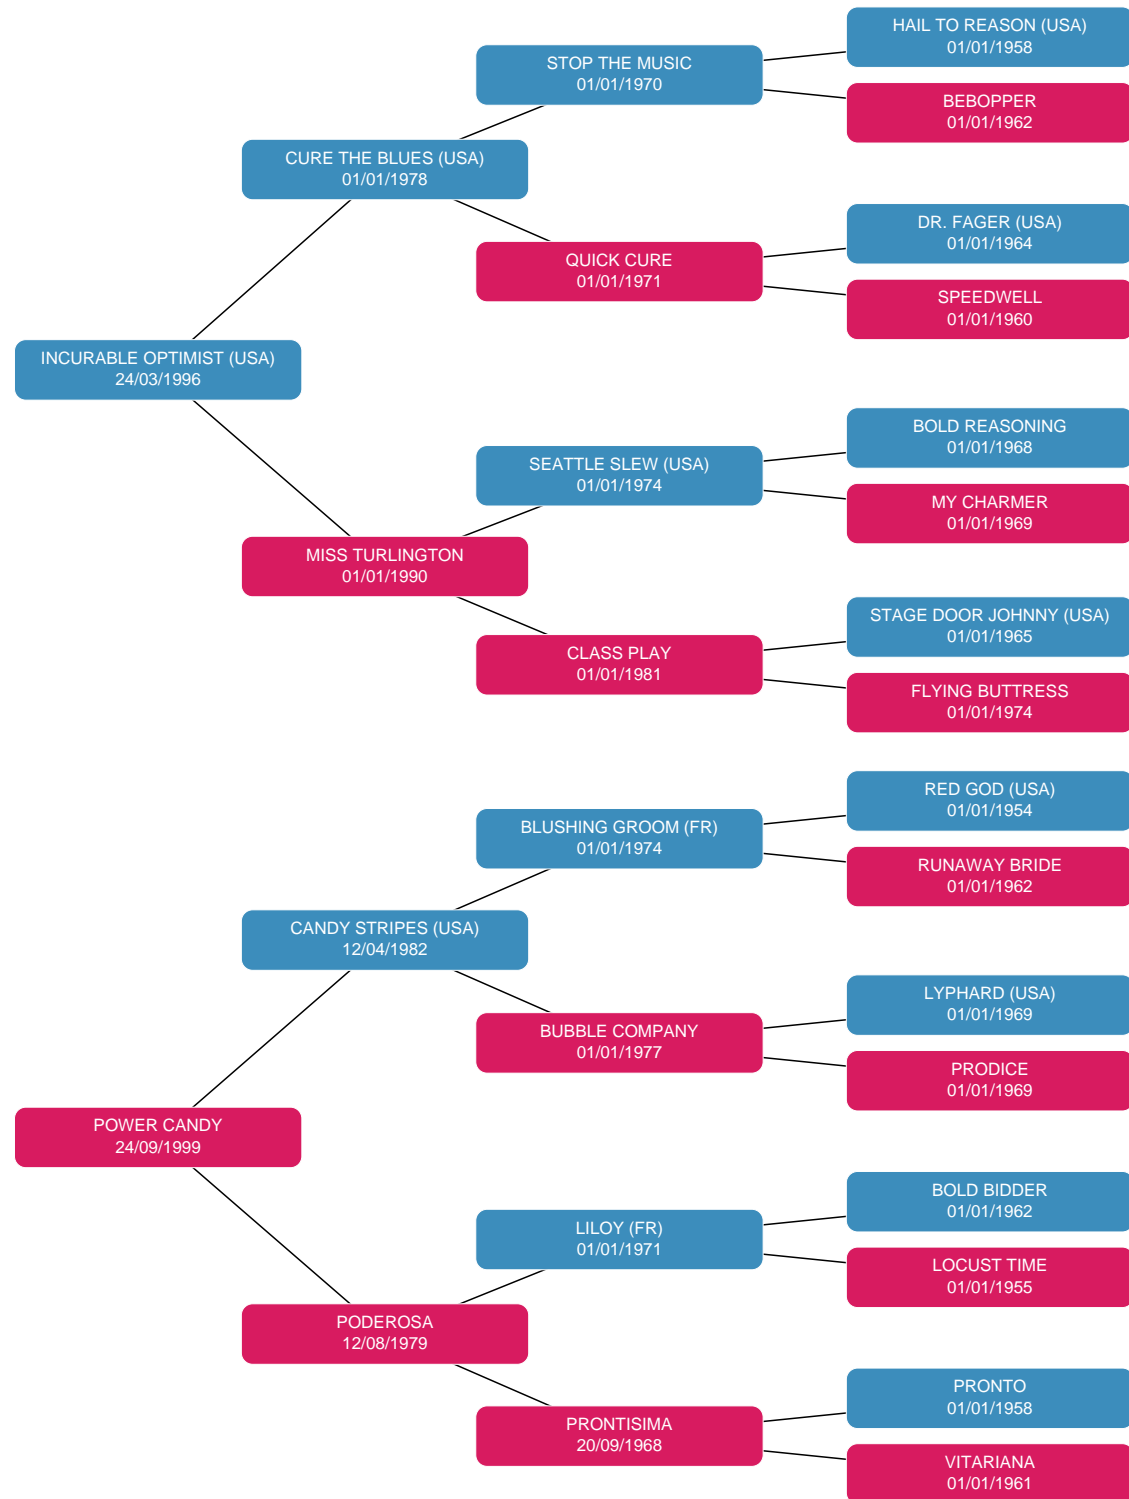 HAIL TO REASON (USA)
01/01/1958
STOP THE MUSIC
01/01/1970
BEBOPPER
01/01/1962
CURE THE BLUES (USA)
01/01/1978
DR. FAGER (USA)
01/01/1964
QUICK CURE
01/01/1971
SPEEDWELL
01/01/1960
INCURABLE OPTIMIST (USA)
24/03/1996
BOLD REASONING
01/01/1968
SEATTLE SLEW (USA)
01/01/1974
MY CHARMER
01/01/1969
MISS TURLINGTON
01/01/1990
STAGE DOOR JOHNNY (USA)
01/01/1965
CLASS PLAY
01/01/1981
FLYING BUTTRESS
01/01/1974
RED GOD (USA)
01/01/1954
BLUSHING GROOM (FR)
01/01/1974
RUNAWAY BRIDE
01/01/1962
CANDY STRIPES (USA)
12/04/1982
LYPHARD (USA)
01/01/1969
BUBBLE COMPANY
01/01/1977
PRODICE
01/01/1969
POWER CANDY
24/09/1999
BOLD BIDDER
01/01/1962
LILOY (FR)
01/01/1971
LOCUST TIME
01/01/1955
PODEROSA
12/08/1979
PRONTO
01/01/1958
PRONTISIMA
20/09/1968
VITARIANA
01/01/1961